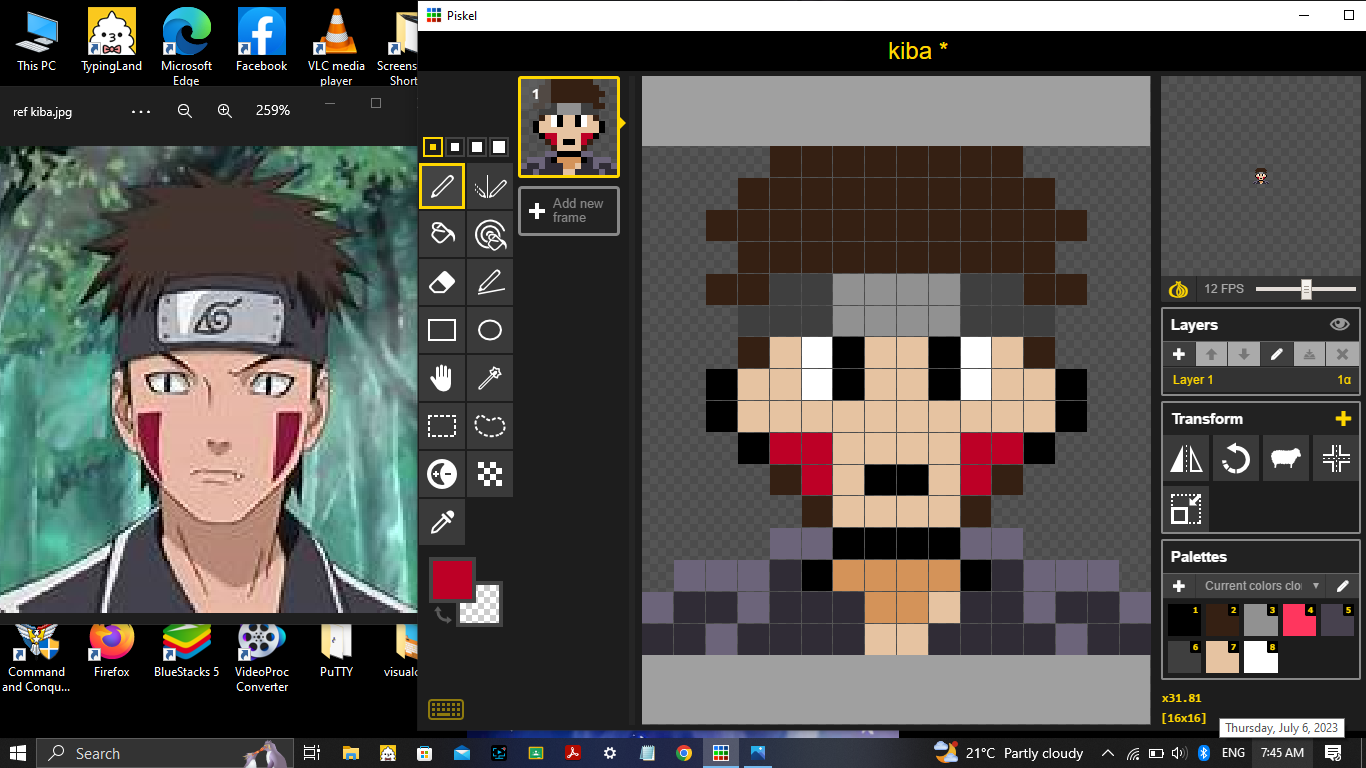 Piskel
kiba *
This PC
TypingLand
Microsoft
Edge
Facebook
VLC media
player
Screens
Short
ref kiba.jpg
259%
1
Add new
frame
12 FPS
Layers
Layer 1
1α
Transform
Palettes
Current colors clo
1
2
3
4
5
6
7
8
x31.81
[16x16]
Command
and Conqu...
Firefox
BlueStacks 5
VideoProc
Converter
PuTTY
visualc
Thursday, July 6, 2023
Search
21°C Partly cloudy
ENG
7:45 AM